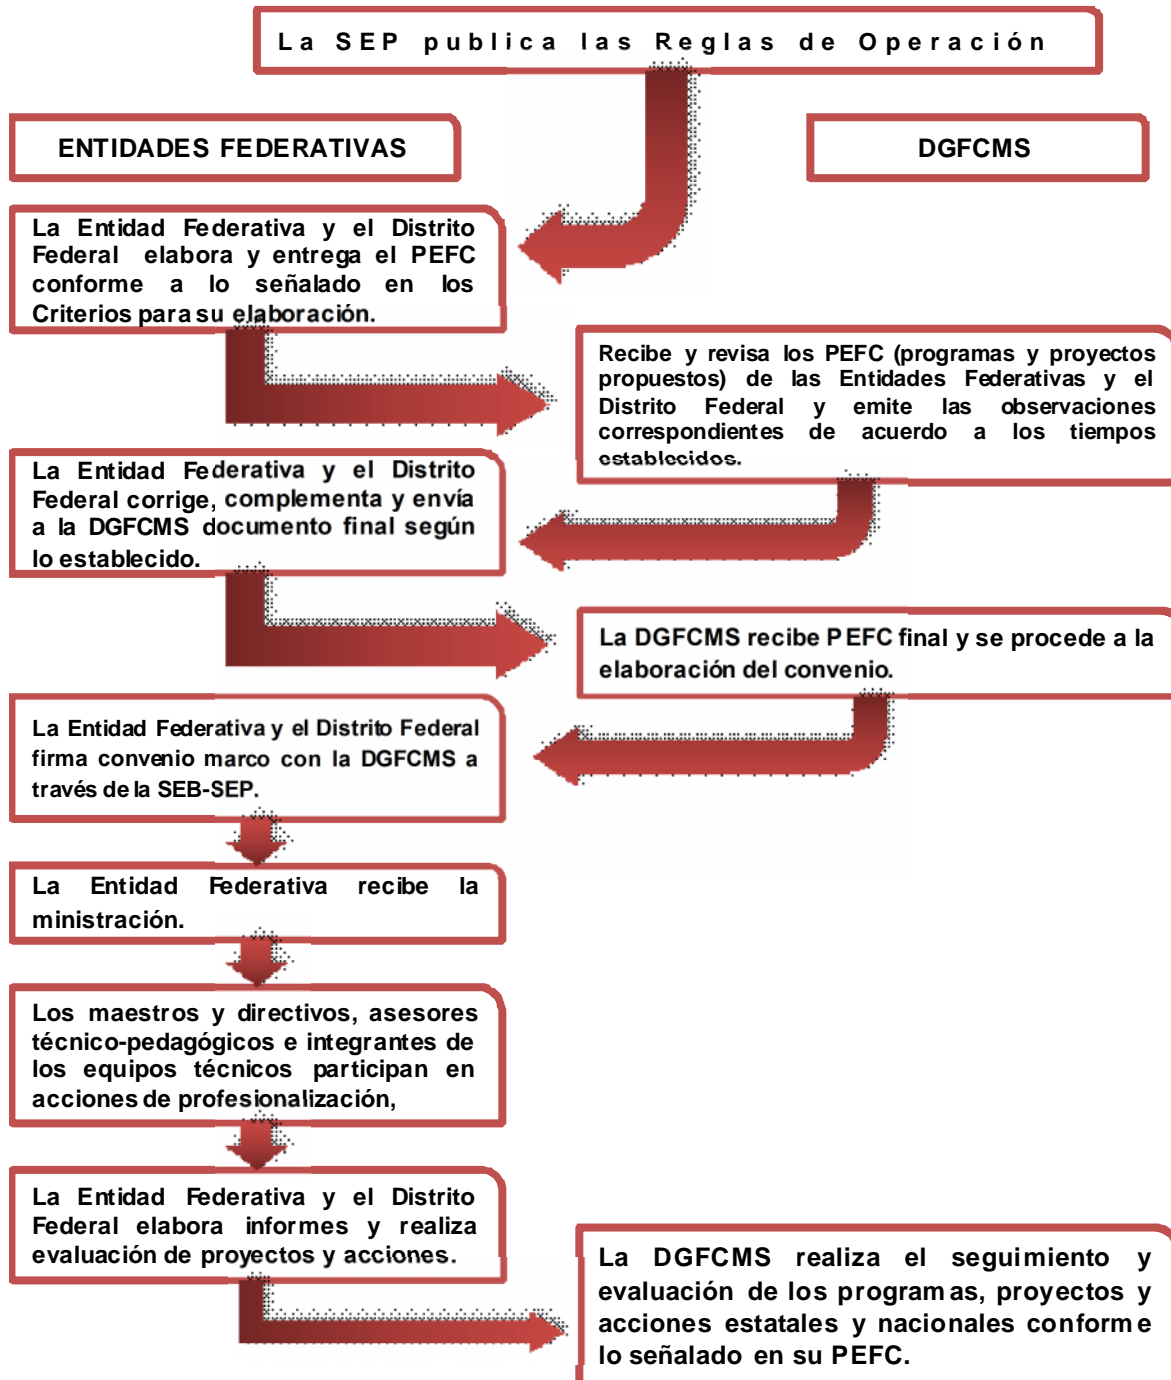 La SEP publica las Reglas de Operación
ENTIDADES FEDERATIVAS
DGFCMS
La Entidad Federativa y el Distrito
Federal elabora y entrega el PEFC
conforme a lo señalado en los
Criterios para su elaboración.
Recibe y revisa los PEFC (programas y proyectos
propuestos) de las Entidades Federativas y el
Distrito Federal y emite las observaciones
correspondientes de acuerdo a los tiempos
establecidos.
La Entidad Federativa y el Distrito
Federal corrige, complementa y envía
a la DGFCMS documento final según
lo establecido.
La DGFCMS recibe PEFC final y se procede a la
elaboración del convenio.
La Entidad Federativa y el Distrito Federal
firma convenio marco con la DGFCMS a
través de la SEB-SEP.
La Entidad Federativa recibe la
ministración.
Los maestros y directivos, asesores
técnico-pedagógicos e integrantes de
los equipos técnicos participan en
acciones de profesionalización,
La Entidad Federativa y el Distrito
Federal elabora informes y realiza
evaluación de proyectos y acciones.
La DGFCMS realiza el seguimiento y
evaluación de los programas, proyectos y
acciones estatales y nacionales conforme
lo señalado en su PEFC.